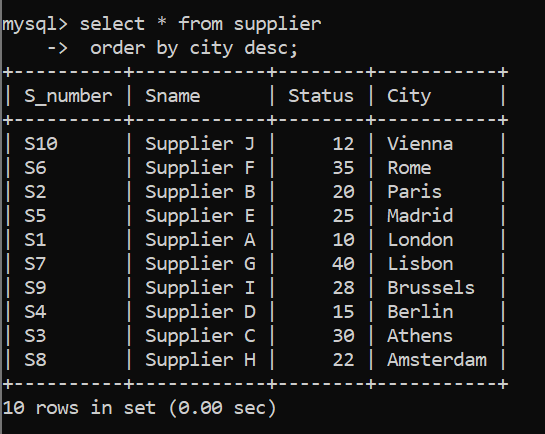 mysql> select * from supplier
    ->  order by city desc;
+----------+------------+--------+-----------+
| S_number | Sname      | Status | City      |
+----------+------------+--------+-----------+
| S10      | Supplier J |     12 | Vienna    |
| S6       | Supplier F |     35 | Rome      |
| S2       | Supplier B |     20 | Paris     |
| S5       | Supplier E |     25 | Madrid    |
| S1       | Supplier A |     10 | London    |
| S7       | Supplier G |     40 | Lisbon    |
| S9       | Supplier I |     28 | Brussels  |
| S4       | Supplier D |     15 | Berlin    |
| S3       | Supplier C |     30 | Athens    |
| S8       | Supplier H |     22 | Amsterdam |
+----------+------------+--------+-----------+
10 rows in set (0.00 sec)